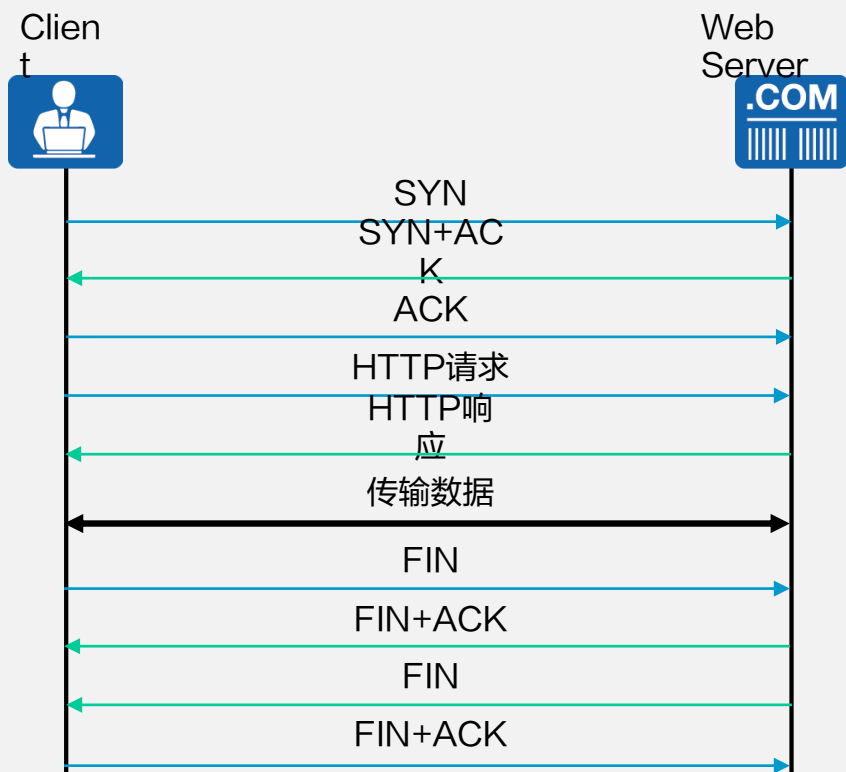 Clien
t
Web
Server
.COM
SYN
SYN+AC
K
ACK
HTTP请求
HTTP响
应
传输数据
FIN
FIN+ACK
FIN
FIN+ACK